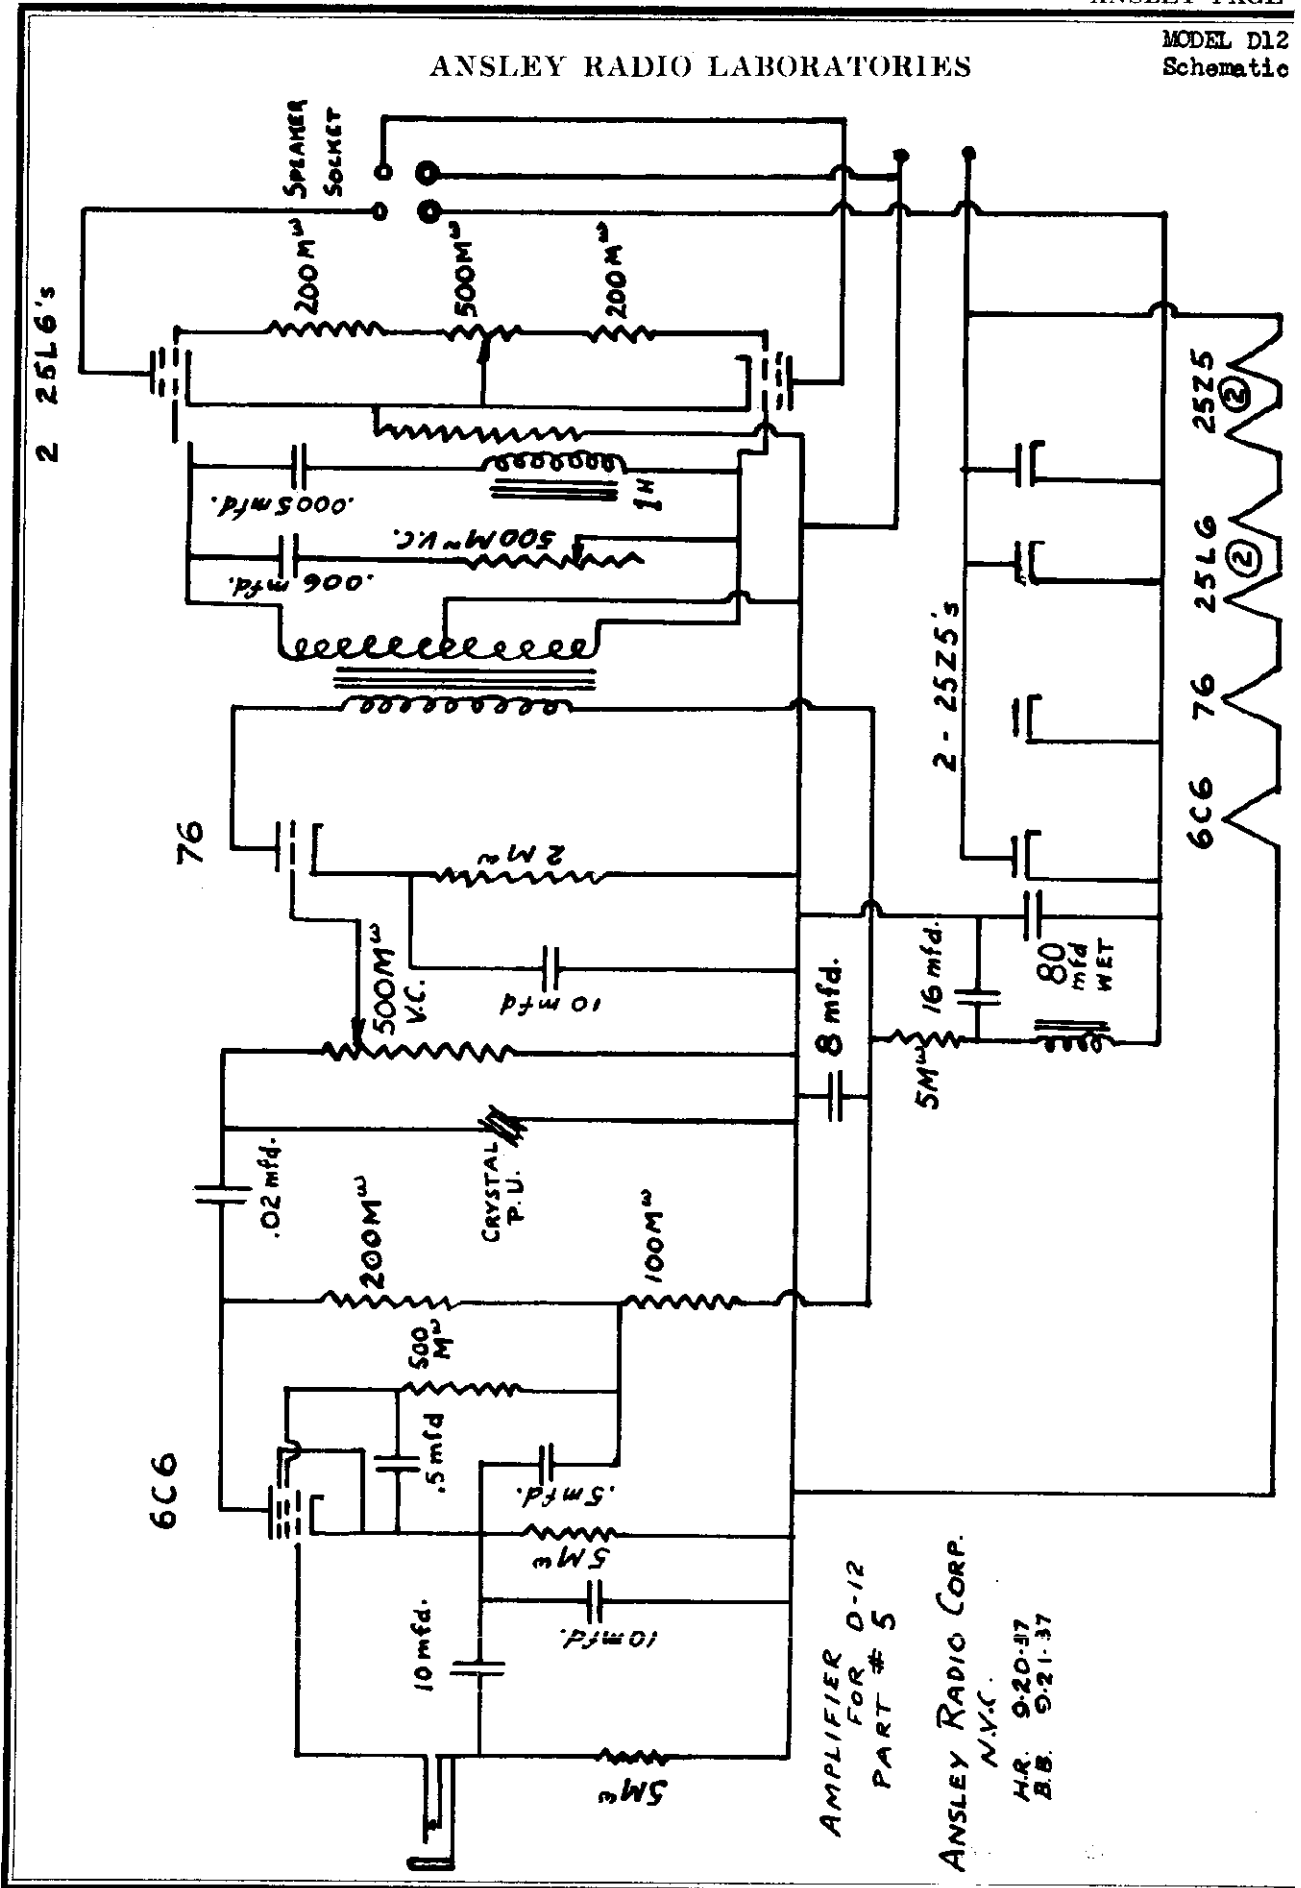 ANSLEY PAGE
MODEL D12
Schematic
ANSLEY RADIO LABORATORIES
2 25L6's
SPEAKER
SOCKET
200Mω
500Mω
200Mω
.0005 mfd.
1H
.006 mfd.
500Mω V.C.
76
2Mω
500Mω
V.C.
10 mfd
2 - 25Z5's
25Z5
②
25L6
②
76
6C6
80
mfd
WET
16 mfd.
5Mω
8 mfd.
.02 mfd.
CRYSTAL
P.U.
200Mω
100Mω
500
Mω
6C6
.5 mfd
.5 mfd.
5Mω
10 mfd.
10 mfd.
5Mω
AMPLIFIER
FOR D-12
PART # 5
ANSLEY RADIO CORP.
N.Y.C.
H.R. 9-20-37
B.B. 9-21-37